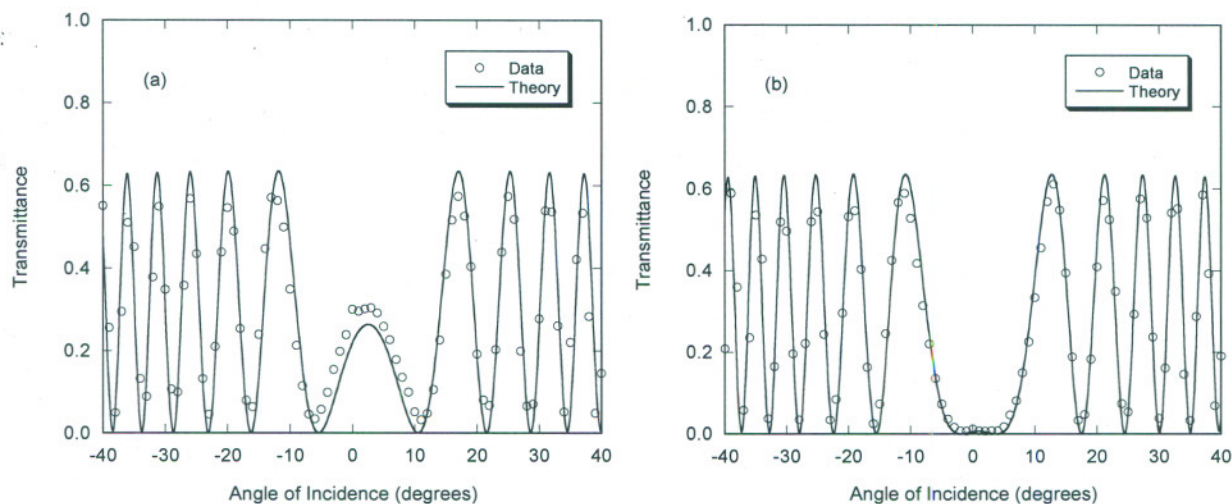 1.0
0.8
0.6
0.4
0.2
0.0
-40 -30 -20 -10 0 10 20 30 40
Transmittance
Angle of Incidence (degrees)
(a)
Data
Theory
1.0
0.8
0.6
0.4
0.2
0.0
-40 -30 -20 -10 0 10 20 30 40
Transmittance
Angle of Incidence (degrees)
(b)
Data
Theory